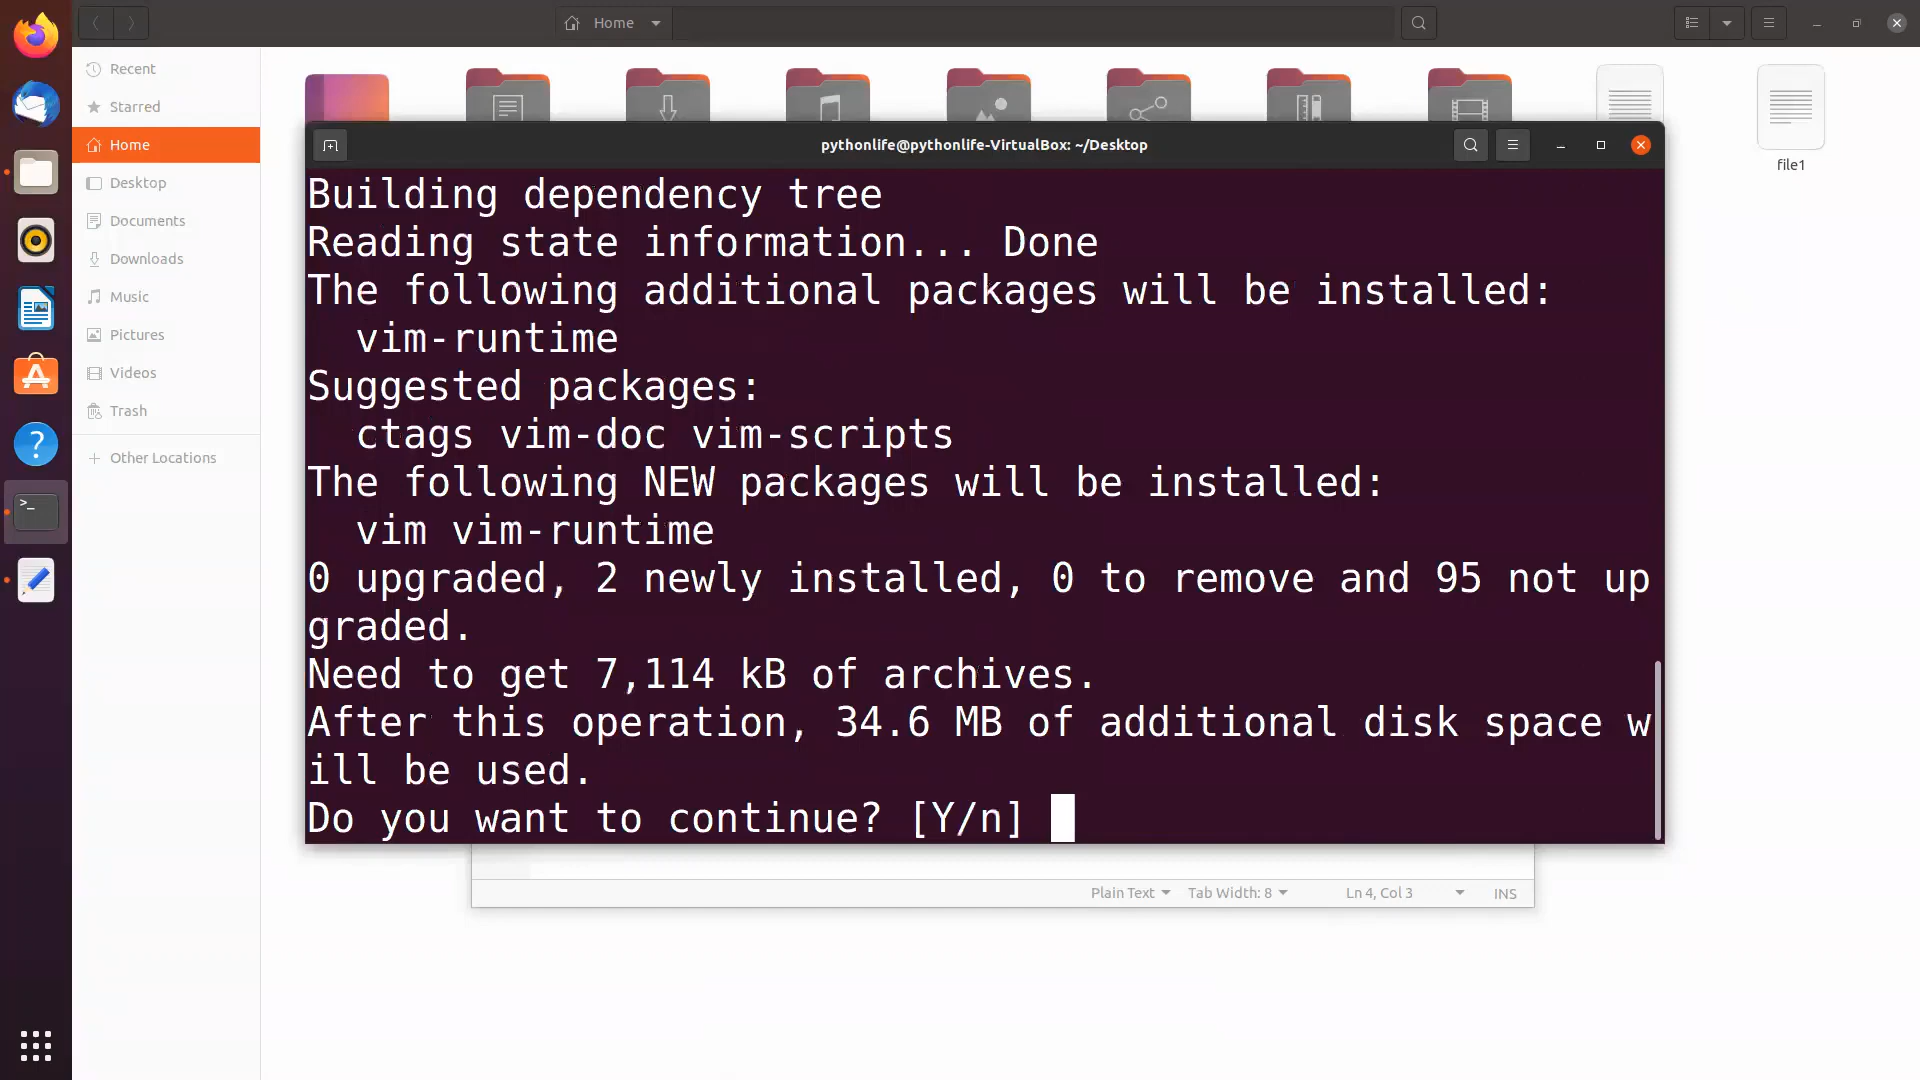 Home
Recent
Starred
Home
Desktop
Documents
Downloads
Music
Pictures
Videos
Trash
Other Locations
file1
pythonlife@pythonlife-VirtualBox: ~/Desktop
Building dependency tree
Reading state information... Done
The following additional packages will be installed:
vim-runtime
Suggested packages:
ctags vim-doc vim-scripts
The following NEW packages will be installed:
vim vim-runtime
0 upgraded, 2 newly installed, 0 to remove and 95 not up
graded.
Need to get 7,114 kB of archives.
After this operation, 34.6 MB of additional disk space w
ill be used.
Do you want to continue? [Y/n]
Plain Text Tab Width: 8 Ln 4, Col 3 INS